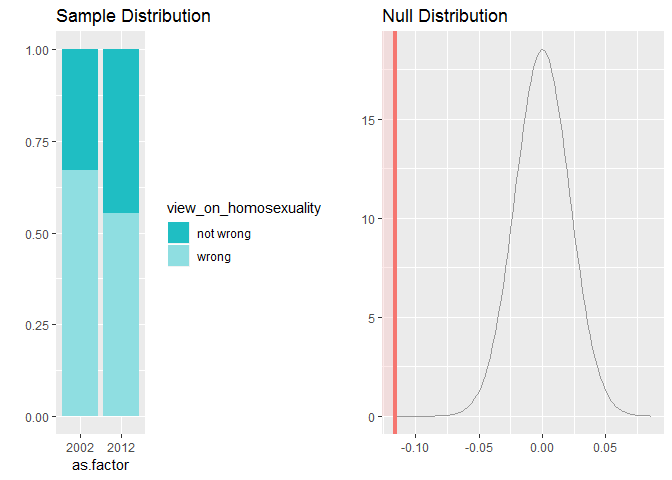 Sample Distribution
1.00
0.75
0.50
0.25
0.00
2002 2012
as.factor
view_on_homosexuality
not wrong
wrong
Null Distribution
15
10
5
0
-0.10 -0.05 0.00 0.05